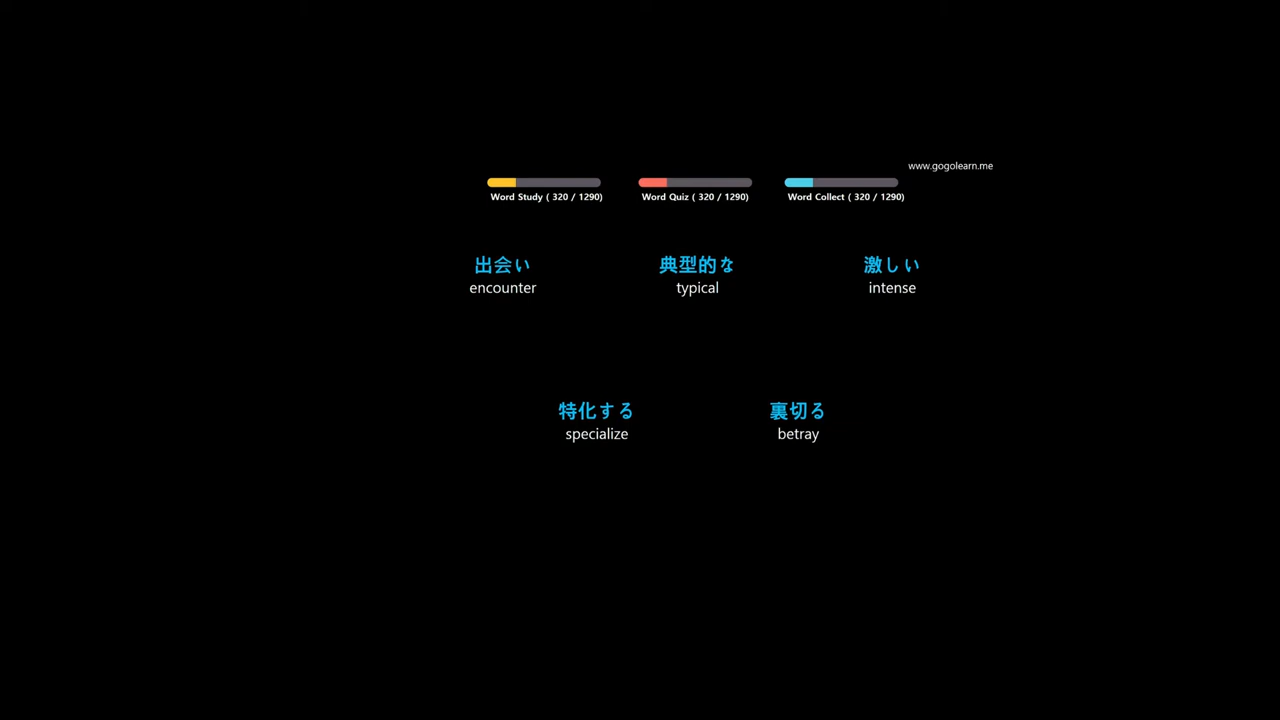 www.gogolearn.me
Word Study ( 320 / 1290)
Word Quiz ( 320 / 1290)
Word Collect ( 320 / 1290)
出会い
encounter
典型的な
typical
激しい
intense
特化する
specialize
裏切る
betray